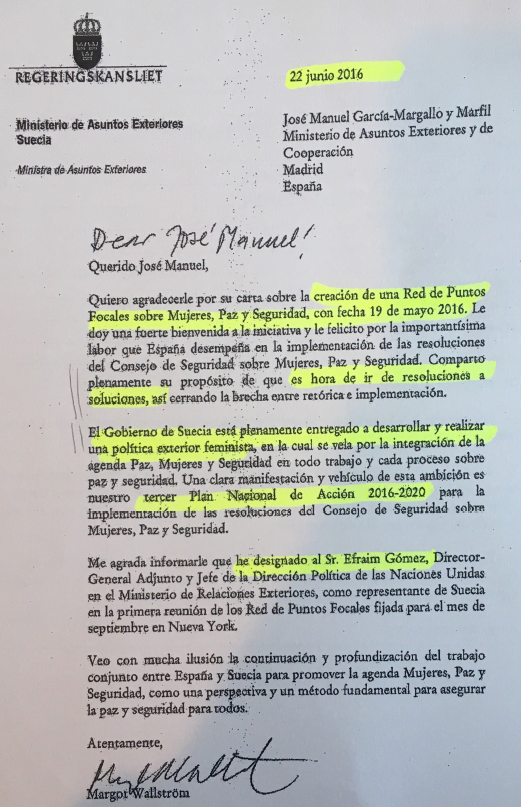 REGERINGSKANSLIET
22 junio 2016
Ministerio de Asuntos Exteriores
Suecia
Ministra de Asuntos Exteriores
José Manuel García-Margallo y Marfil
Ministerio de Asuntos Exteriores y de
Cooperación
Madrid
España
Dear José Manuel!
Querido José Manuel,
Quiero agradecerle por su carta sobre la creación de una Red de Puntos
Focales sobre Mujeres, Paz y Seguridad, con fecha 19 de mayo 2016. Le
doy una fuerte bienvenida a la iniciativa y le felicito por la importantísima
labor que España desempeña en la implementación de las resoluciones
del Consejo de Seguridad sobre Mujeres, Paz y Seguridad. Comparto
plenamente su propósito de que es hora de ir de resoluciones a
soluciones, así cerrando la brecha entre retórica e implementación.
El Gobierno de Suecia está plenamente entregado a desarrollar y realizar
una política exterior feminista, en la cual se vela por la integración de la
agenda Paz, Mujeres y Seguridad en todo trabajo y cada proceso sobre
paz y seguridad. Una clara manifestación y vehículo de esta ambición es
nuestro tercer Plan Nacional de Acción 2016-2020 para la
implementación de las resoluciones del Consejo de Seguridad sobre
Mujeres, Paz y Seguridad.
Me agrada informarle que he designado al Sr. Efraim Gómez, Director-
General Adjunto y Jefe de la Dirección Política de las Naciones Unidas
en el Ministerio de Relaciones Exteriores, como representante de Suecia
en la primera reunión de los Red de Puntos Focales fijada para el mes de
septiembre en Nueva York.
Veo con mucha ilusión la continuación y profundización del trabajo
conjunto entre España y Suecia para promover la agenda Mujeres, Paz y
Seguridad, como una perspectiva y un método fundamental para asegurar
la paz y seguridad para todos.
Atentamente,
Margot Wallström